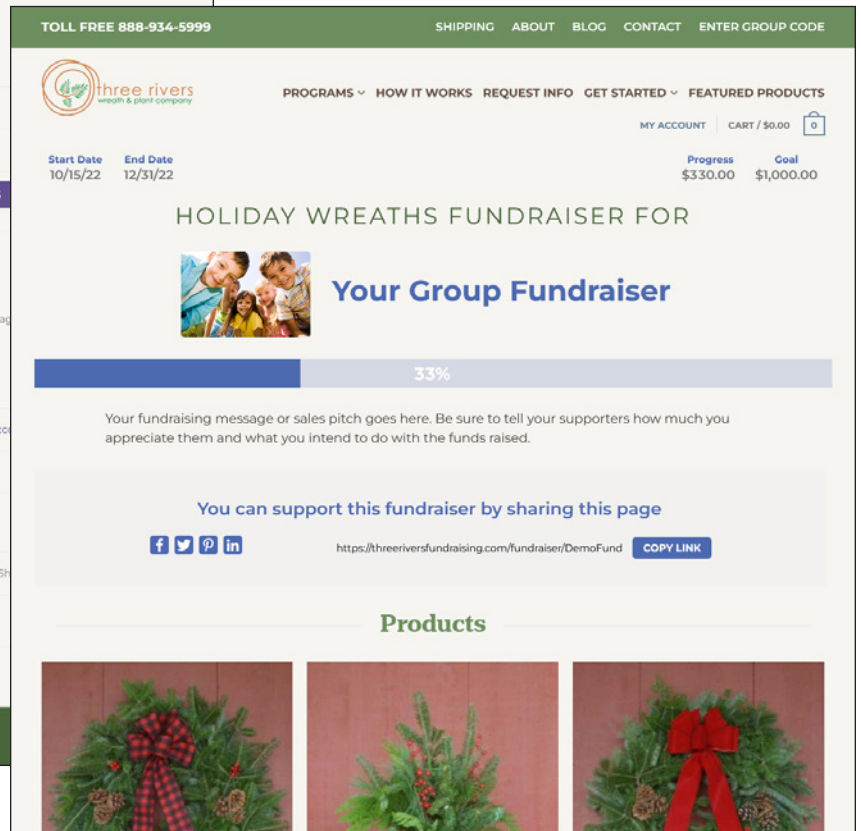 TOLL FREE 888-934-5999
SHIPPING ABOUT BLOG CONTACT ENTER GROUP CODE
three rivers
wreath & plant company
PROGRAMS HOW IT WORKS REQUEST INFO GET STARTED FEATURED PRODUCTS
MY ACCOUNT CART / $0.00 0
Start Date End Date
10/15/22 12/31/22
Progress Goal
$330.00 $1,000.00
HOLIDAY WREATHS FUNDRAISER FOR
Your Group Fundraiser
33%
Your fundraising message or sales pitch goes here. Be sure to tell your supporters how much you
appreciate them and what you intend to do with the funds raised.
You can support this fundraiser by sharing this page
https://threeriversfundraising.com/fundraiser/DemoFund COPY LINK
Products